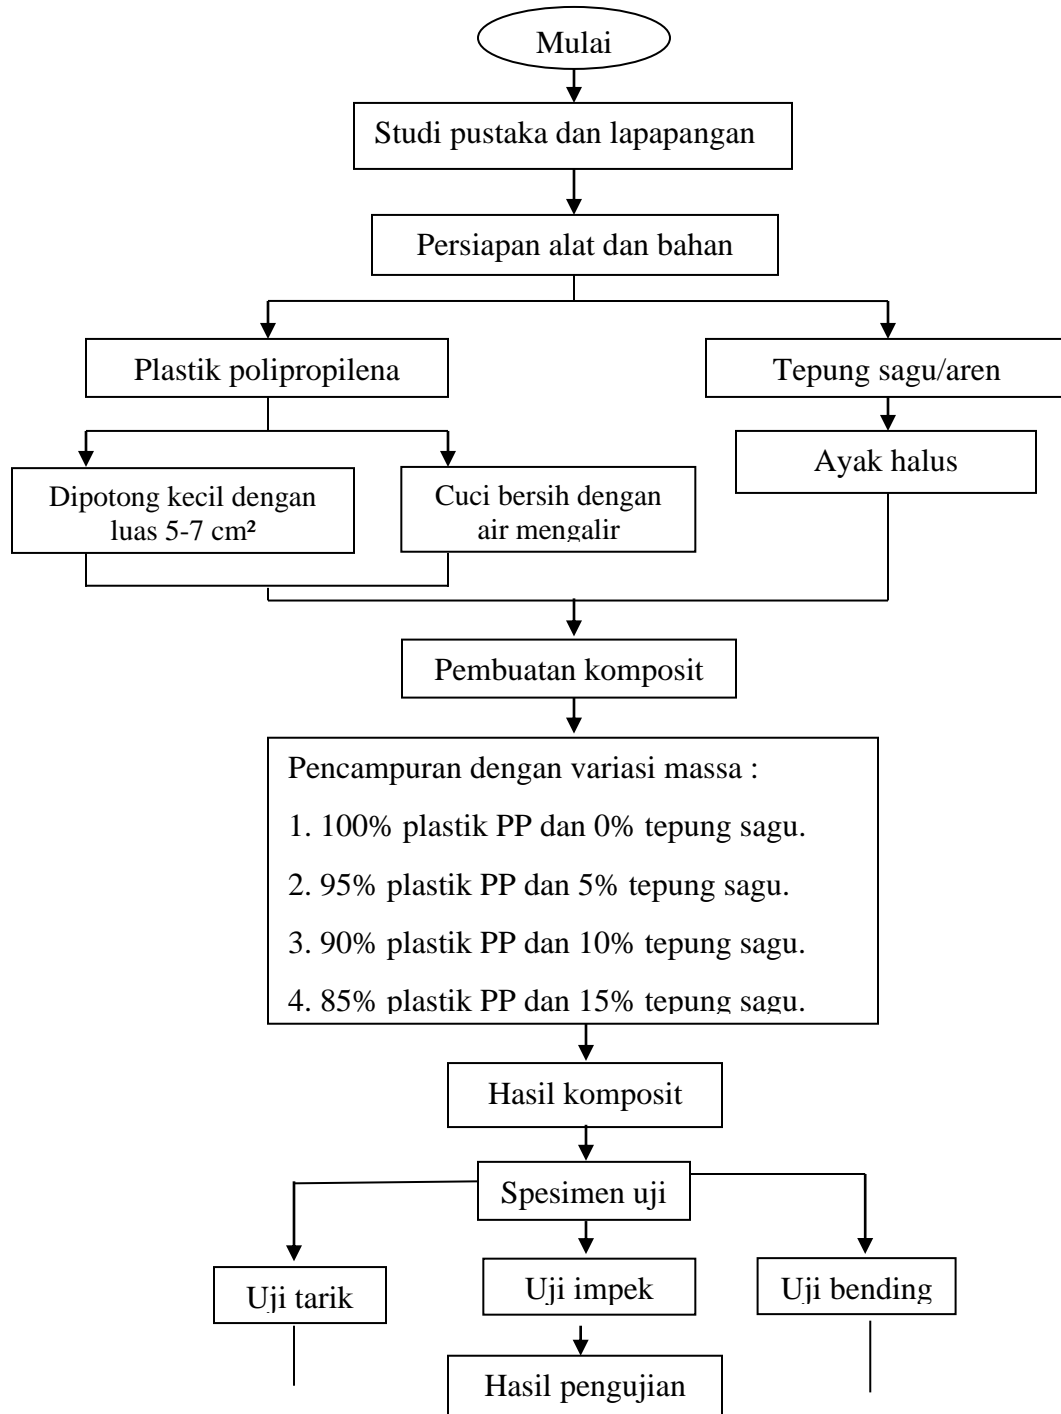 Mulai
Studi pustaka dan lapapangan
Persiapan alat dan bahan
Plastik polipropilena
Tepung sagu/aren
Dipotong kecil dengan
luas 5-7 cm²
Cuci bersih dengan
air mengalir
Ayak halus
Pembuatan komposit
Pencampuran dengan variasi massa :
1. 100% plastik PP dan 0% tepung sagu.
2. 95% plastik PP dan 5% tepung sagu.
3. 90% plastik PP dan 10% tepung sagu.
4. 85% plastik PP dan 15% tepung sagu.
Hasil komposit
Spesimen uji
Uji tarik
Uji impek
Uji bending
Hasil pengujian